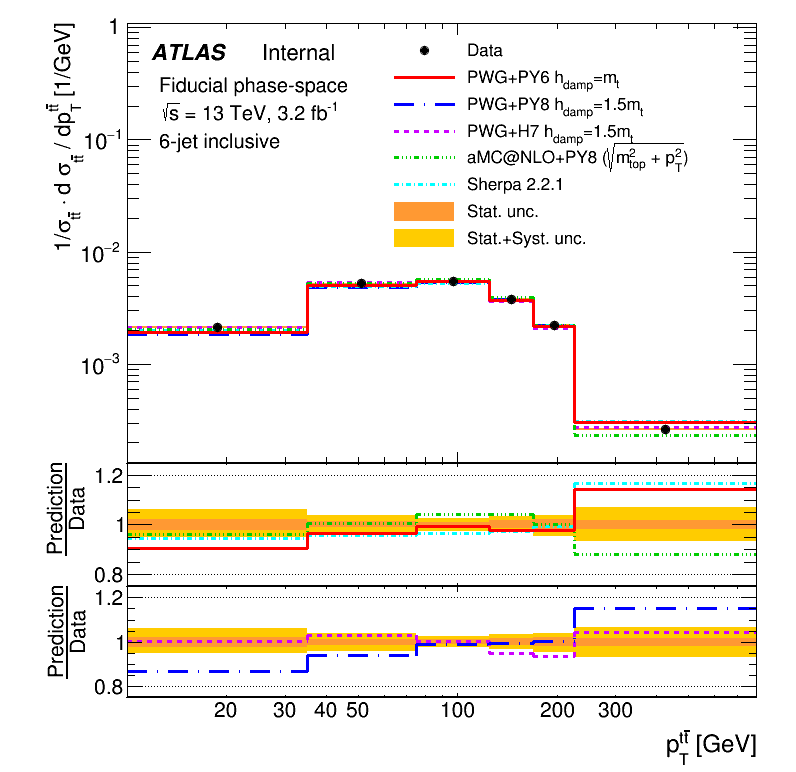 ATLAS Internal
Fiducial phase-space
√s = 13 TeV, 3.2 fb⁻¹
6-jet inclusive
Data
PWG+PY6 h_damp=m_t
PWG+PY8 h_damp=1.5m_t
PWG+H7 h_damp=1.5m_t
aMC@NLO+PY8 (√(m²_top + p²_T))
Sherpa 2.2.1
Stat. unc.
Stat.+Syst. unc.
1/σ_tt̄ · d σ_tt̄ / dp_T^tt̄ [1/GeV]
1
10⁻¹
10⁻²
10⁻³
Prediction
Data
1.2
1
0.8
Prediction
Data
1.2
1
0.8
20 30 40 50 100 200 300
p_T^tt̄ [GeV]